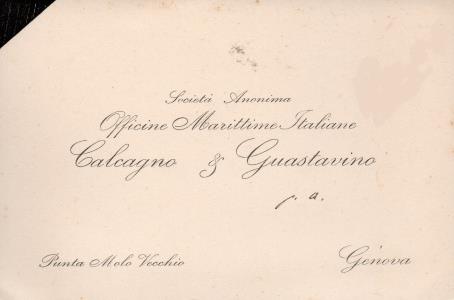 Società Anonima
Officine Marittime Italiane
Calcagno & Guastavino
p. a.
Punta Molo Vecchio
Genova